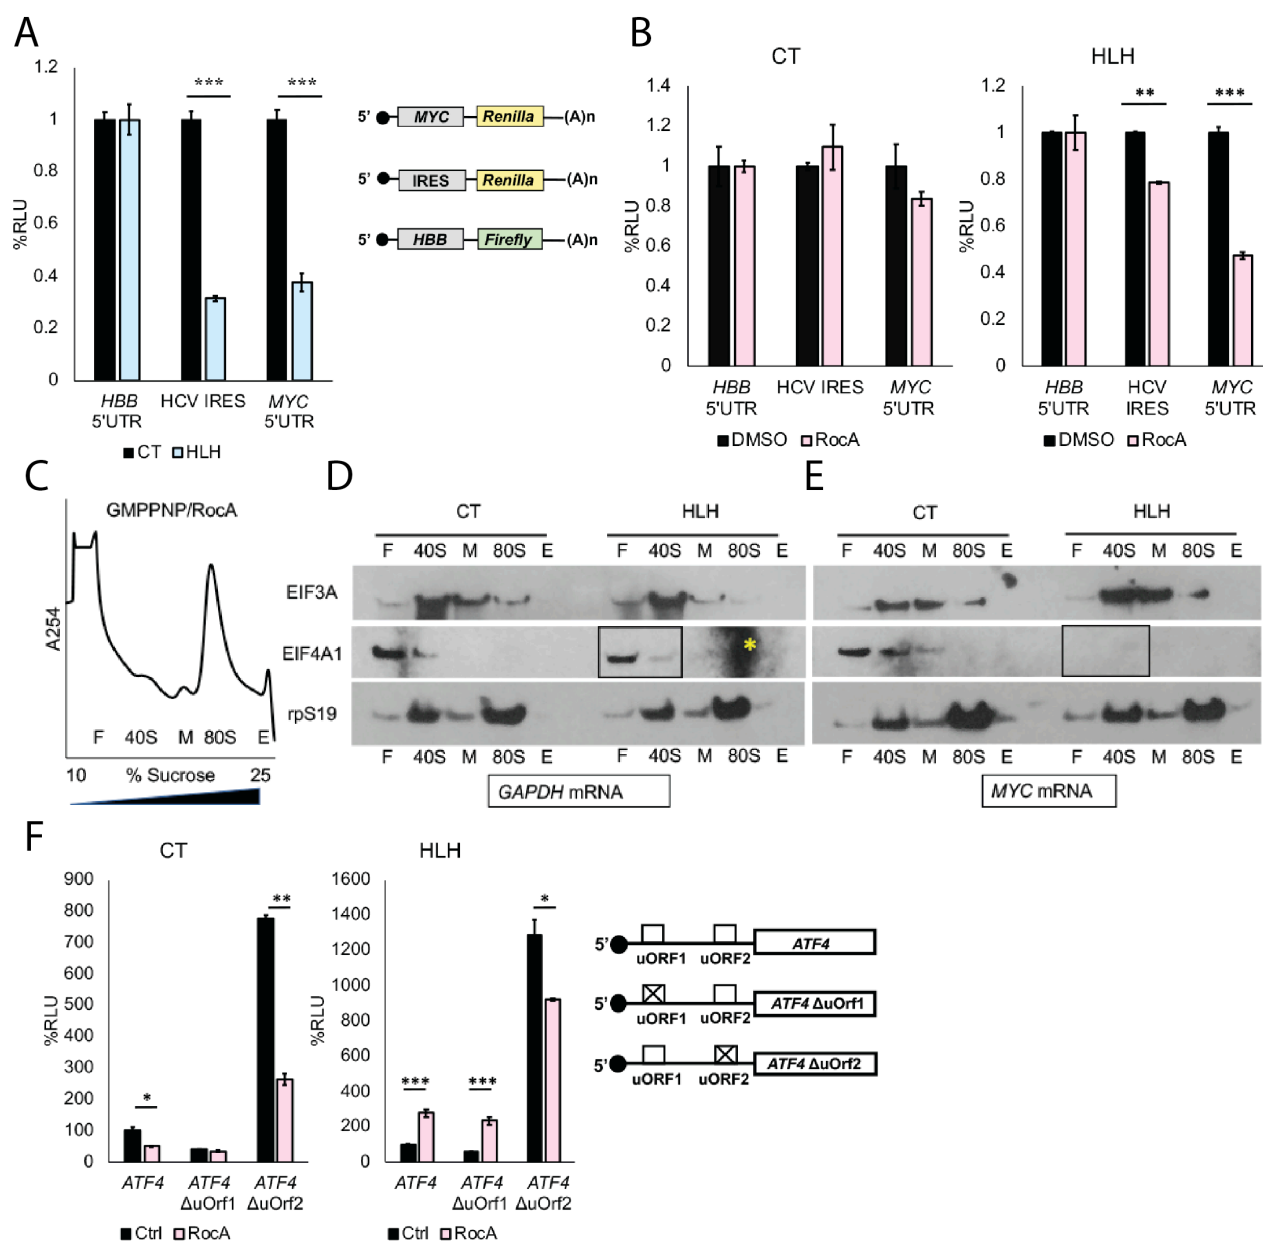 A
1.2
1
0.8
0.6
0.4
0.2
0
%RLU
***
***
HBB
5'UTR
HCV IRES
MYC
5'UTR
CT
HLH
5' MYC Renilla (A)n
5' IRES Renilla (A)n
5' HBB Firefly (A)n
B
CT
1.4
1.2
1
0.8
0.6
0.4
0.2
0
%RLU
HBB
5'UTR
HCV IRES
MYC
5'UTR
DMSO
RocA
HLH
1.2
1
0.8
0.6
0.4
0.2
0
%RLU
**
***
HBB
5'UTR
HCV
IRES
MYC
5'UTR
DMSO
RocA
C
GMPPNP/RocA
A254
F 40S M 80S E
10 % Sucrose 25
D
CT HLH
F 40S M 80S E F 40S M 80S E
EIF3A
EIF4A1
*
rpS19
F 40S M 80S E F 40S M 80S E
GAPDH mRNA
E
CT HLH
F 40S M 80S E F 40S M 80S E
F 40S M 80S E F 40S M 80S E
MYC mRNA
F
CT
900
800
700
600
500
400
300
200
100
0
%RLU
*
**
ATF4
ATF4
ΔuOrf1
ATF4
ΔuOrf2
Ctrl
RocA
HLH
1600
1400
1200
1000
800
600
400
200
0
%RLU
***
***
*
ATF4
ATF4
ΔuOrf1
ATF4
ΔuOrf2
Ctrl
RocA
5' ATF4
uORF1 uORF2
5' ATF4 ΔuOrf1
uORF1 uORF2
5' ATF4 ΔuOrf2
uORF1 uORF2